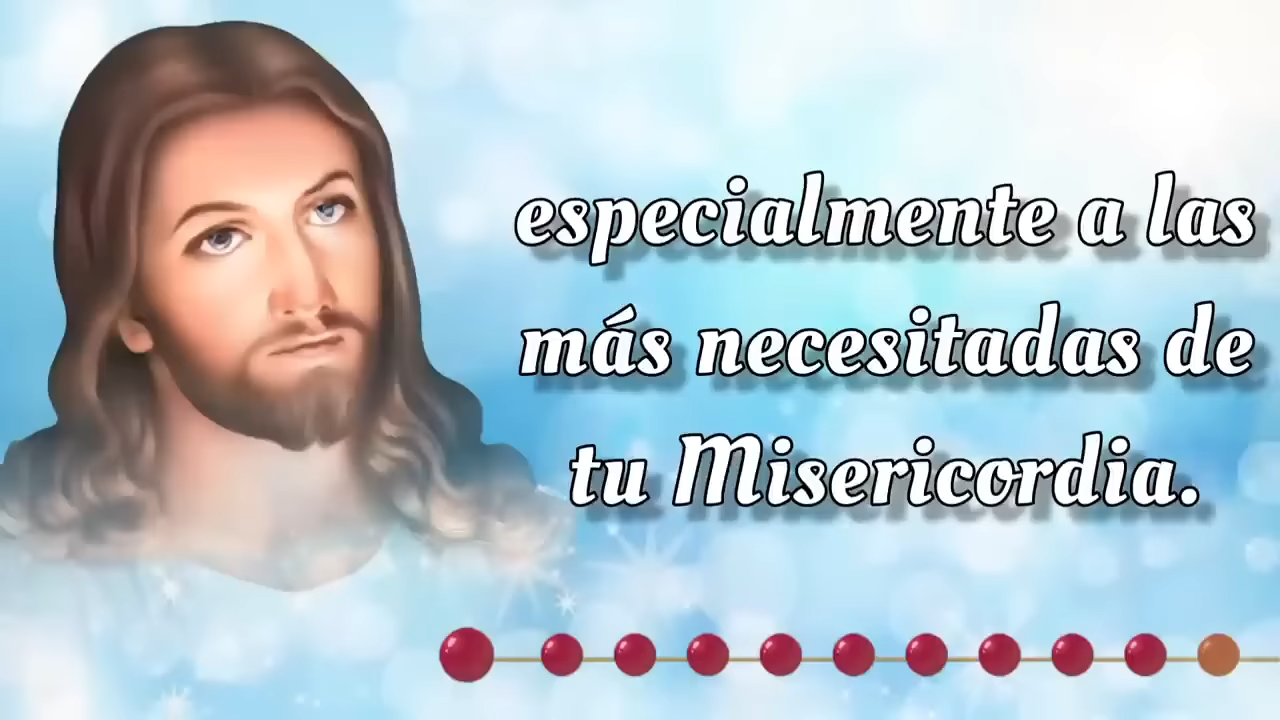 especialmente a las
más necesitadas de
tu Misericordia.